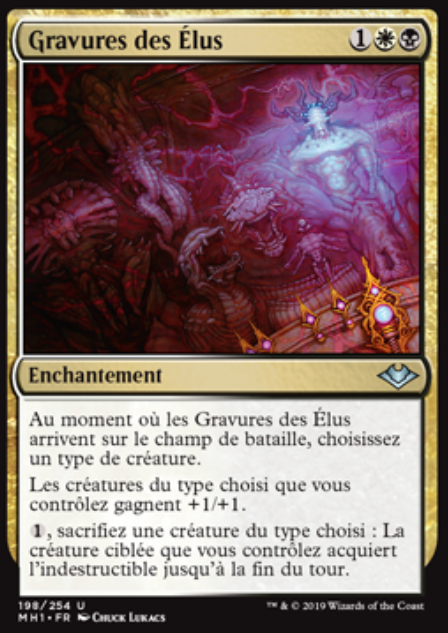 Gravures des Élus 1
Enchantement
Au moment où les Gravures des Élus
arrivent sur le champ de bataille, choisissez
un type de créature.
Les créatures du type choisi que vous
contrôlez gagnent +1/+1.
1, sacrifiez une créature du type choisi : La
créature ciblée que vous contrôlez acquiert
l'indestructible jusqu'à la fin du tour.
198/254 U
MH1 • FR Chuck Lukacs
™ & © 2019 Wizards of the Coast